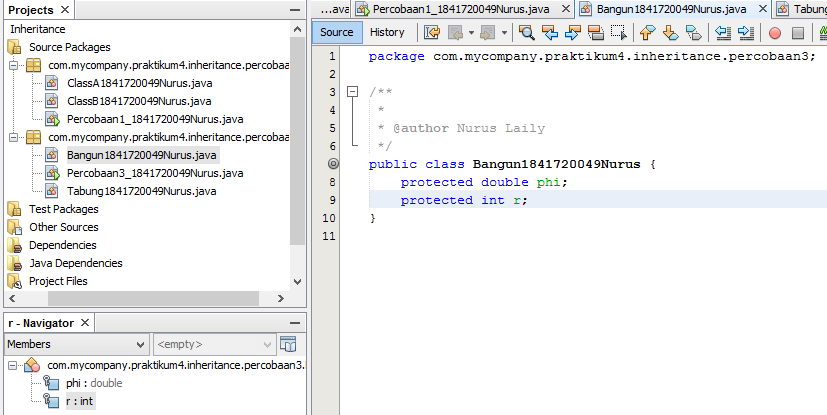 Projects
Inheritance
Source Packages
com.mycompany.praktikum4.inheritance.percobaan
ClassA1841720049Nurus.java
ClassB1841720049Nurus.java
Percobaan1_1841720049Nurus.java
com.mycompany.praktikum4.inheritance.percobaan
Bangun1841720049Nurus.java
Percobaan3_1841720049Nurus.java
Tabung1841720049Nurus.java
Test Packages
Other Sources
Dependencies
Java Dependencies
Project Files
r - Navigator
Members
<empty>
com.mycompany.praktikum4.inheritance.percobaan3.
phi : double
r : int
...ava
Percobaan1_1841720049Nurus.java
Bangun1841720049Nurus.java
Tabung
Source
History
1 package com.mycompany.praktikum4.inheritance.percobaan3;
2
3 /**
4 *
5 * @author Nurus Laily
6 */
public class Bangun1841720049Nurus {
8 protected double phi;
9 protected int r;
10 }
11